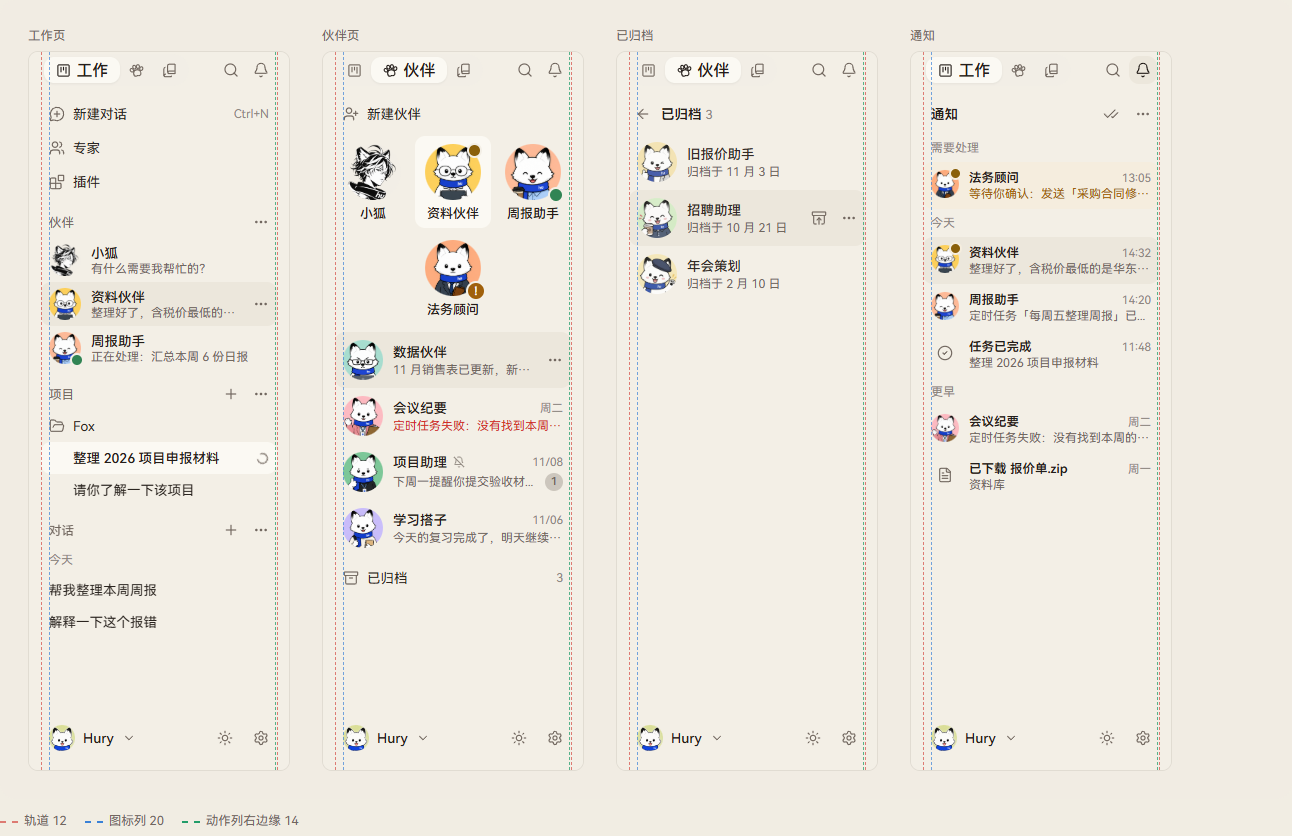 工作页
工作
新建对话 Ctrl+N
专家
插件
伙伴
小狐
有什么需要我帮忙的?
资料伙伴
整理好了，含税价最低的…
周报助手
正在处理：汇总本周 6 份日报
项目
Fox
整理 2026 项目申报材料
请你了解一下该项目
对话
今天
帮我整理本周周报
解释一下这个报错
Hury
伙伴页
伙伴
新建伙伴
小狐
资料伙伴
周报助手
法务顾问
数据伙伴
11 月销售表已更新，新…
会议纪要 周二
定时任务失败：没有找到本周…
项目助理 11/08
下周一提醒你提交验收材... 1
学习搭子 11/06
今天的复习完成了，明天继续…
已归档 3
Hury
已归档
伙伴
已归档 3
旧报价助手
归档于 11 月 3 日
招聘助理
归档于 10 月 21 日
年会策划
归档于 2 月 10 日
Hury
通知
工作
通知
需要处理
法务顾问 13:05
等待你确认：发送「采购合同修…
今天
资料伙伴 14:32
整理好了，含税价最低的是华东…
周报助手 14:20
定时任务「每周五整理周报」已...
任务已完成 11:48
整理 2026 项目申报材料
更早
会议纪要 周二
定时任务失败：没有找到本周的…
已下载 报价单.zip 周一
资料库
Hury
轨道 12 图标列 20 动作列右边缘 14